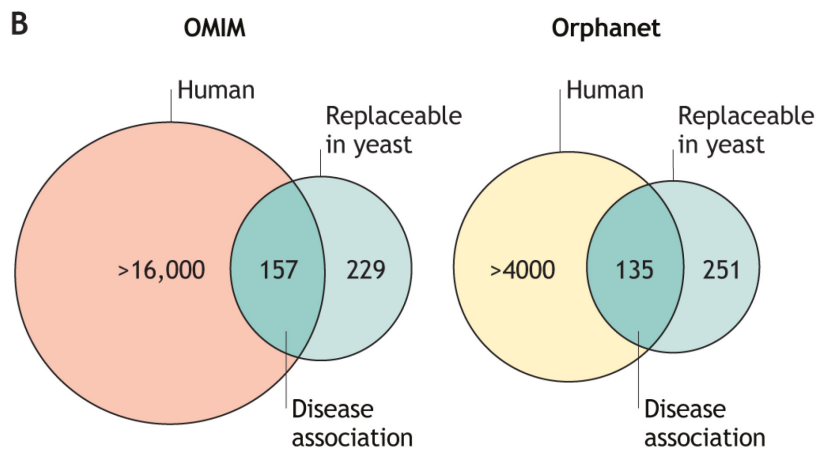 B
OMIM
Orphanet
Human
Replaceable
in yeast
>16,000
157
229
Disease
association
Human
Replaceable
in yeast
>4000
135
251
Disease
association